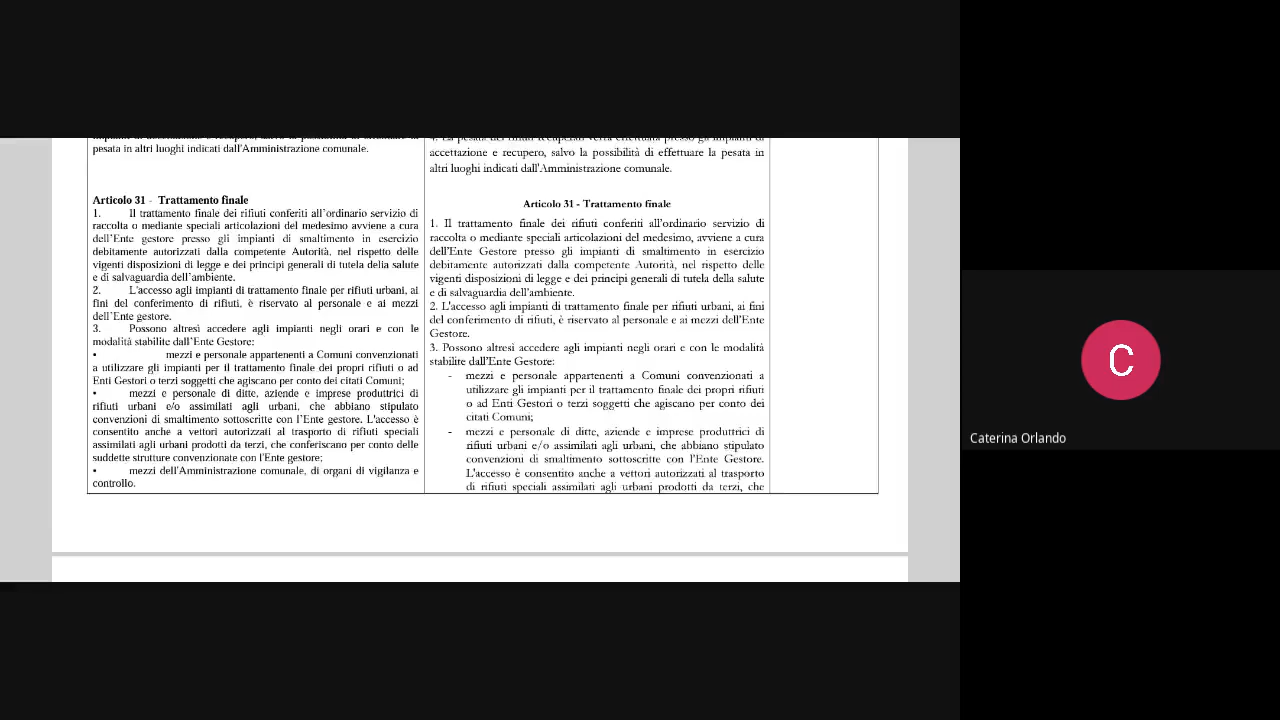 pesata in altri luoghi indicati dall'Amministrazione comunale.
Articolo 31 - Trattamento finale
1. Il trattamento finale dei rifiuti conferiti all’ordinario servizio di
raccolta o mediante speciali articolazioni del medesimo avviene a cura
dell’Ente gestore presso gli impianti di smaltimento in esercizio
debitamente autorizzati dalla competente Autorità, nel rispetto delle
vigenti disposizioni di legge e dei principi generali di tutela della salute
e di salvaguardia dell’ambiente.
2. L'accesso agli impianti di trattamento finale per rifiuti urbani, ai
fini del conferimento di rifiuti, è riservato al personale e ai mezzi
dell’Ente gestore.
3. Possono altresì accedere agli impianti negli orari e con le
modalità stabilite dall’Ente Gestore:
• mezzi e personale appartenenti a Comuni convenzionati
a utilizzare gli impianti per il trattamento finale dei propri rifiuti o ad
Enti Gestori o terzi soggetti che agiscano per conto dei citati Comuni;
• mezzi e personale di ditte, aziende e imprese produttrici di
rifiuti urbani e/o assimilati agli urbani, che abbiano stipulato
convenzioni di smaltimento sottoscritte con l’Ente gestore. L'accesso è
consentito anche a vettori autorizzati al trasporto di rifiuti speciali
assimilati agli urbani prodotti da terzi, che conferiscano per conto delle
suddette strutture convenzionate con l'Ente gestore;
• mezzi dell'Amministrazione comunale, di organi di vigilanza e
controllo.
4. La pesata dei rifiuti recuperati verrà effettuata presso gli impianti di
accettazione e recupero, salvo la possibilità di effettuare la pesata in
altri luoghi indicati dall'Amministrazione comunale.
Articolo 31 - Trattamento finale
1. Il trattamento finale dei rifiuti conferiti all’ordinario servizio di
raccolta o mediante speciali articolazioni del medesimo, avviene a cura
dell’Ente Gestore presso gli impianti di smaltimento in esercizio
debitamente autorizzati dalla competente Autorità, nel rispetto delle
vigenti disposizioni di legge e dei principi generali di tutela della salute
e di salvaguardia dell’ambiente.
2. L'accesso agli impianti di trattamento finale per rifiuti urbani, ai fini
del conferimento di rifiuti, è riservato al personale e ai mezzi dell’Ente
Gestore.
3. Possono altresì accedere agli impianti negli orari e con le modalità
stabilite dall’Ente Gestore:
- mezzi e personale appartenenti a Comuni convenzionati a
utilizzare gli impianti per il trattamento finale dei propri rifiuti
o ad Enti Gestori o terzi soggetti che agiscano per conto dei
citati Comuni;
- mezzi e personale di ditte, aziende e imprese produttrici di
rifiuti urbani e/o assimilati agli urbani, che abbiano stipulato
convenzioni di smaltimento sottoscritte con l’Ente Gestore.
L'accesso è consentito anche a vettori autorizzati al trasporto
di rifiuti speciali assimilati agli urbani prodotti da terzi, che
C
Caterina Orlando